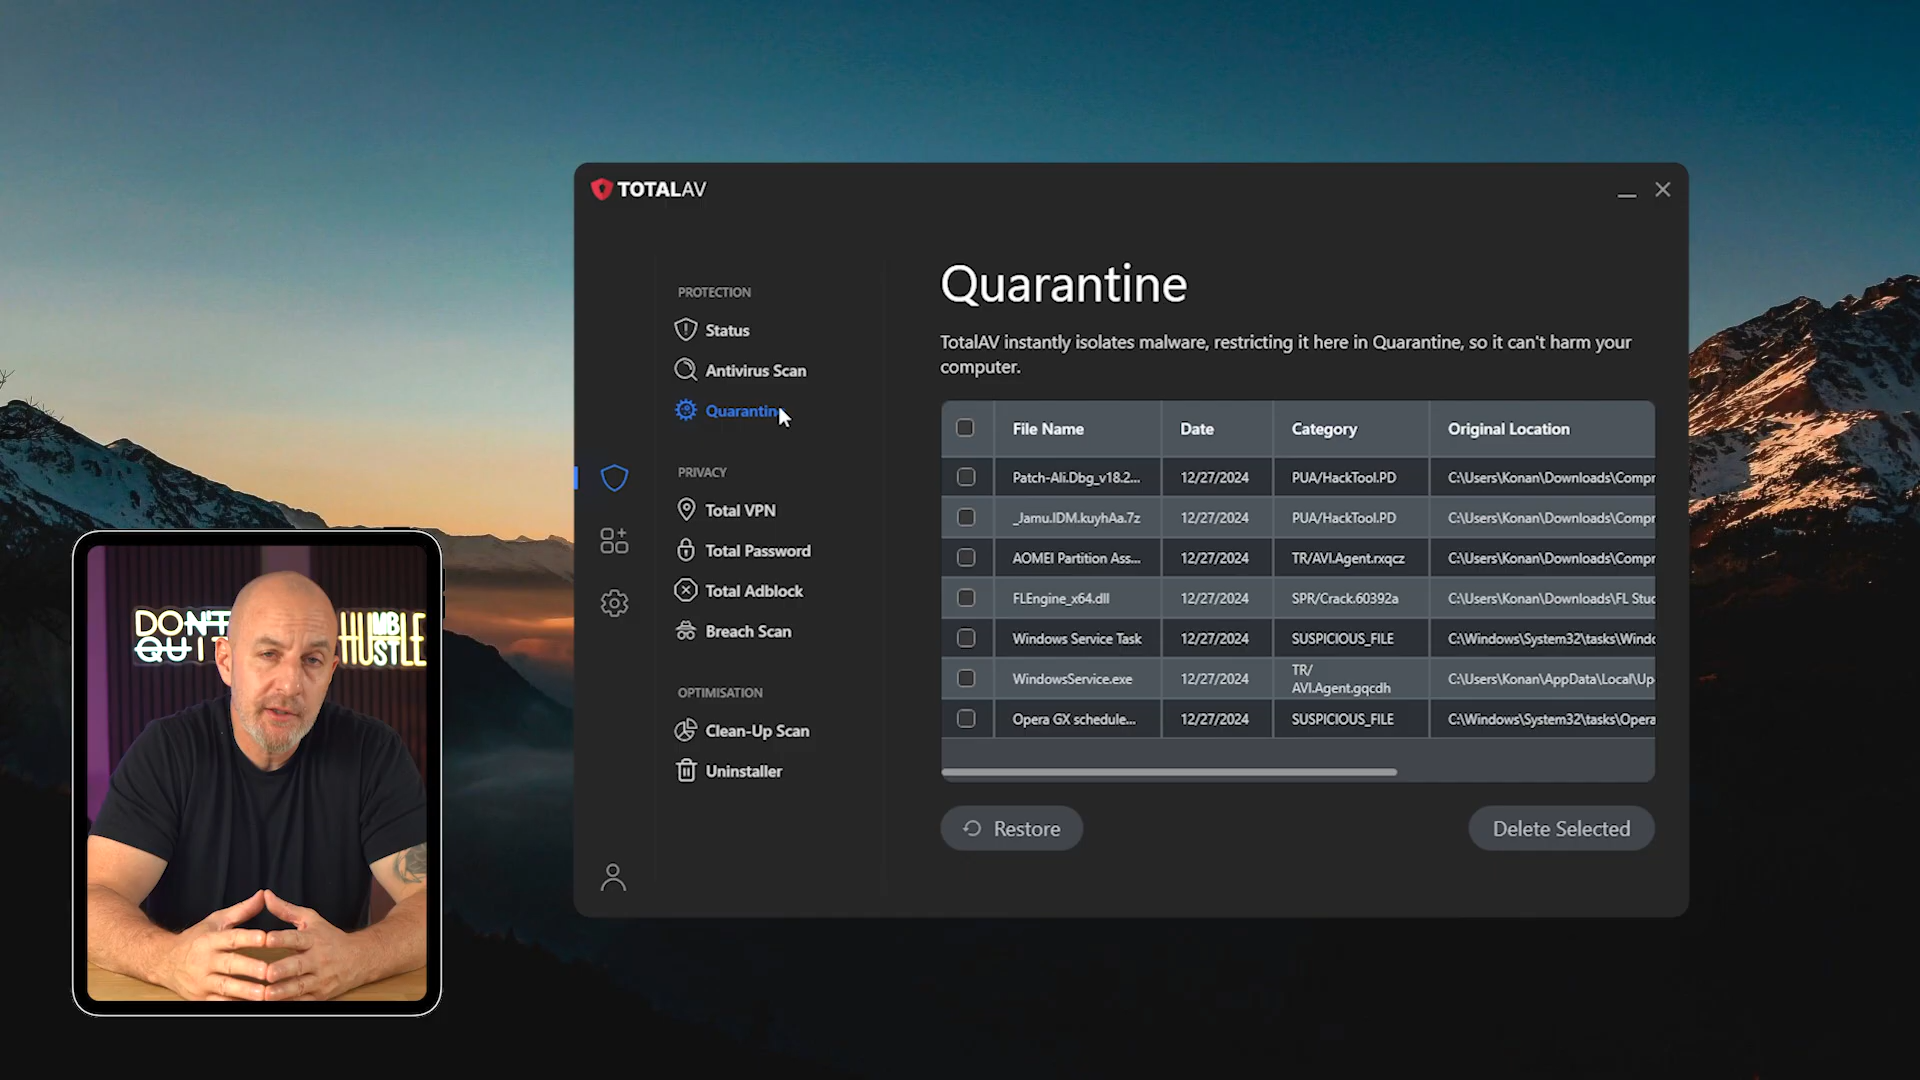 TOTALAV
PROTECTION
Status
Antivirus Scan
Quarantin
PRIVACY
Total VPN
Total Password
Total Adblock
Breach Scan
OPTIMISATION
Clean-Up Scan
Uninstaller
Quarantine
TotalAV instantly isolates malware, restricting it here in Quarantine, so it can't harm your
computer.
File Name Date Category Original Location
Patch-Ali.Dbg_v18.2... 12/27/2024 PUA/HackTool.PD C:\Users\Konan\Downloads\Compr
_Jamu.IDM.kuyhAa.7z 12/27/2024 PUA/HackTool.PD C:\Users\Konan\Downloads\Compr
AOMEI Partition Ass... 12/27/2024 TR/AVI.Agent.rxqcz C:\Users\Konan\Downloads\Compr
FLEngine_x64.dll 12/27/2024 SPR/Crack.60392a C:\Users\Konan\Downloads\FL Stuc
Windows Service Task 12/27/2024 SUSPICIOUS_FILE C:\Windows\System32\tasks\Windo
WindowsService.exe 12/27/2024 TR/
AVI.Agent.gqcdh C:\Users\Konan\AppData\Local\Up
Opera GX schedule... 12/27/2024 SUSPICIOUS_FILE C:\Windows\System32\tasks\Opera
Restore
Delete Selected
DON'T
QUIT
HUMBLE
HUSTLE